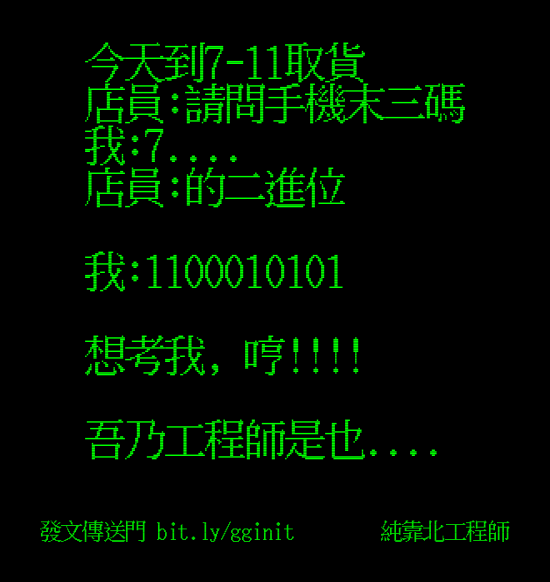 今天到7-11取貨
店員:請問手機末三碼
我:7....
店員:的二進位
我:1100010101
想考我, 哼!!!!
吾乃工程師是也....
發文傳送門 bit.ly/gginit 純靠北工程師